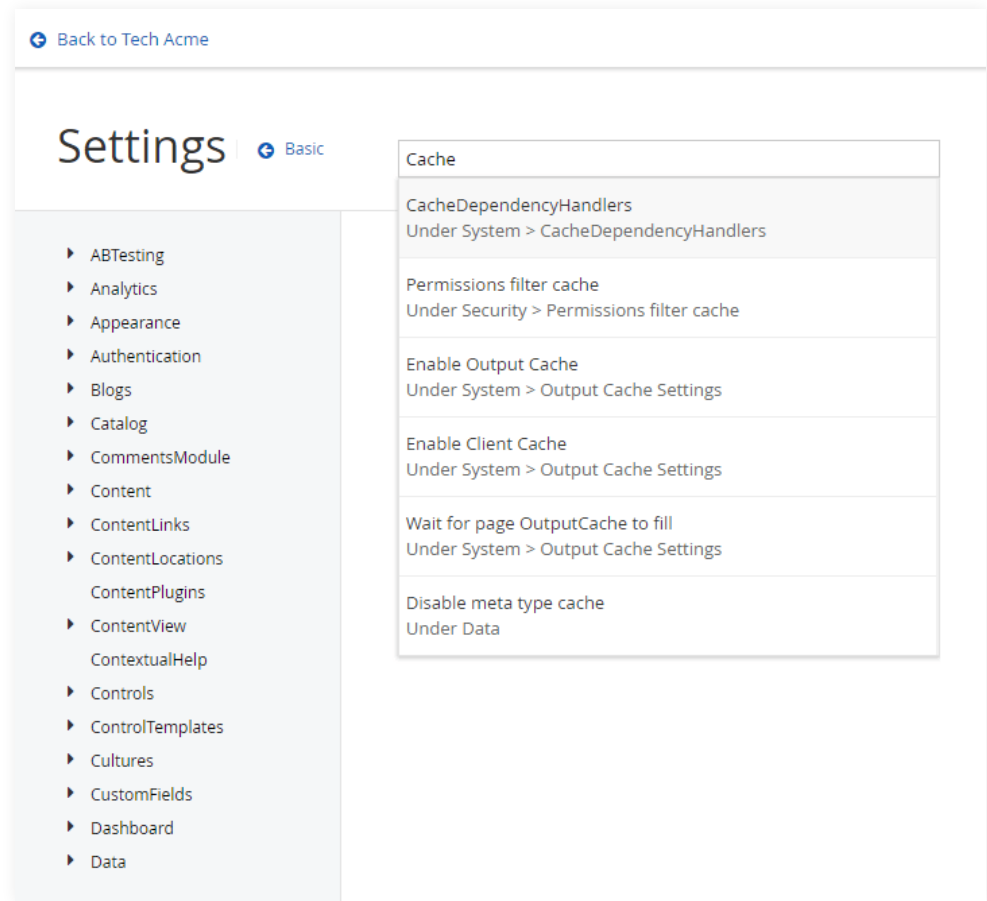 Back to Tech Acme
Settings
Basic
Cache
CacheDependencyHandlers
Under System > CacheDependencyHandlers
Permissions filter cache
Under Security > Permissions filter cache
Enable Output Cache
Under System > Output Cache Settings
Enable Client Cache
Under System > Output Cache Settings
Wait for page OutputCache to fill
Under System > Output Cache Settings
Disable meta type cache
Under Data
ABTesting
Analytics
Appearance
Authentication
Blogs
Catalog
CommentsModule
Content
ContentLinks
ContentLocations
ContentPlugins
ContentView
ContextualHelp
Controls
ControlTemplates
Cultures
CustomFields
Dashboard
Data